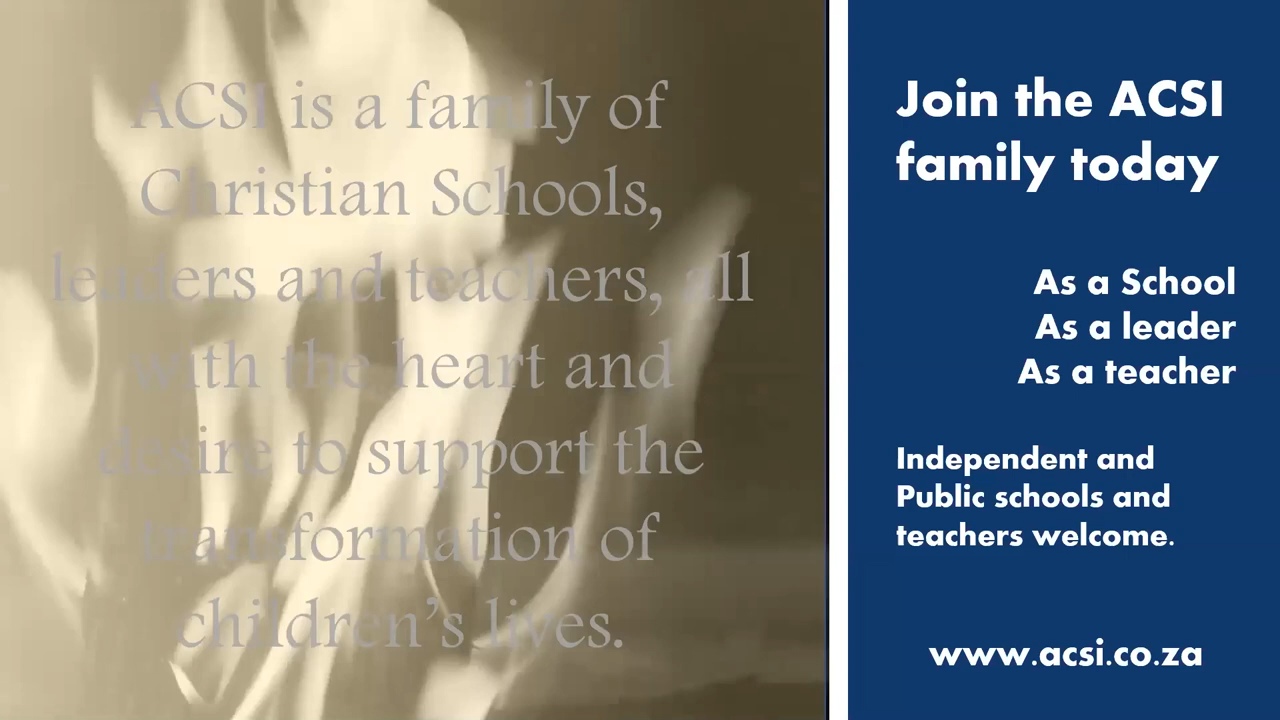 ACSI is a family of
Christian Schools,
leaders and teachers, all
with the heart and
desire to support the
transformation of
children’s lives.
Join the ACSI
family today
As a School
As a leader
As a teacher
Independent and
Public schools and
teachers welcome.
www.acsi.co.za